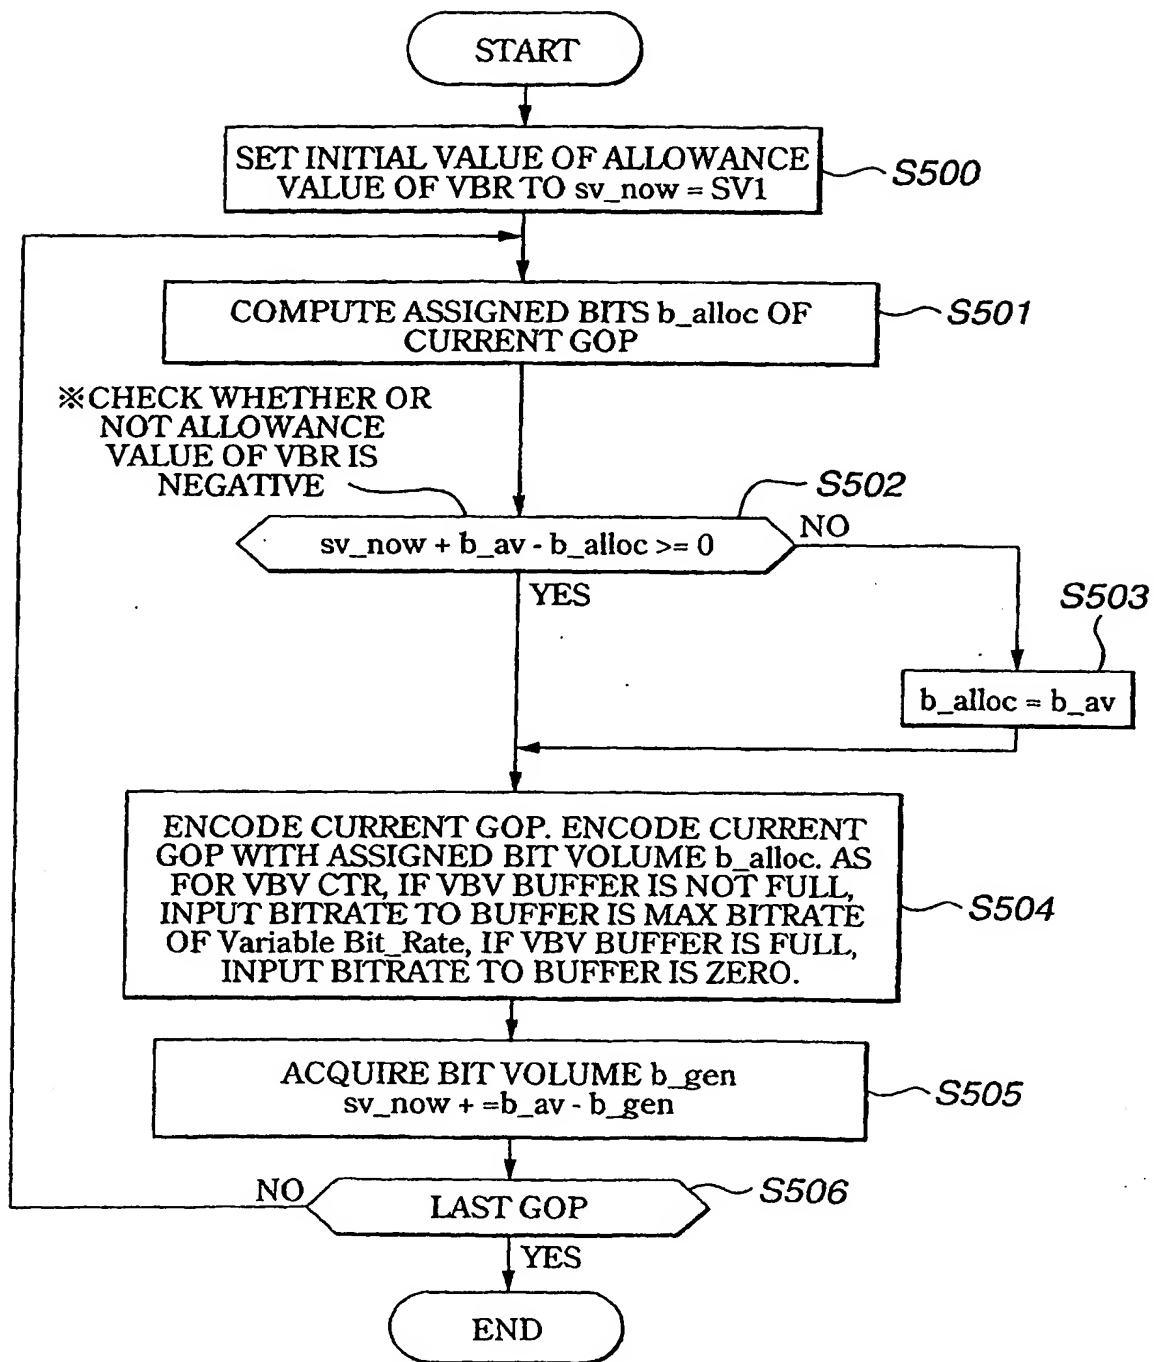 START
SET INITIAL VALUE OF ALLOWANCE
VALUE OF VBR TO sv_now = SV1
S500
COMPUTE ASSIGNED BITS b_alloc OF
CURRENT GOP
S501
※CHECK WHETHER OR
NOT ALLOWANCE
VALUE OF VBR IS
NEGATIVE
S502
sv_now + b_av - b_alloc >= 0
NO
YES
S503
b_alloc = b_av
ENCODE CURRENT GOP. ENCODE CURRENT
GOP WITH ASSIGNED BIT VOLUME b_alloc. AS
FOR VBV CTR, IF VBV BUFFER IS NOT FULL,
INPUT BITRATE TO BUFFER IS MAX BITRATE
OF Variable Bit_Rate, IF VBV BUFFER IS FULL,
INPUT BITRATE TO BUFFER IS ZERO.
S504
ACQUIRE BIT VOLUME b_gen
sv_now + =b_av - b_gen
S505
NO
LAST GOP
S506
YES
END